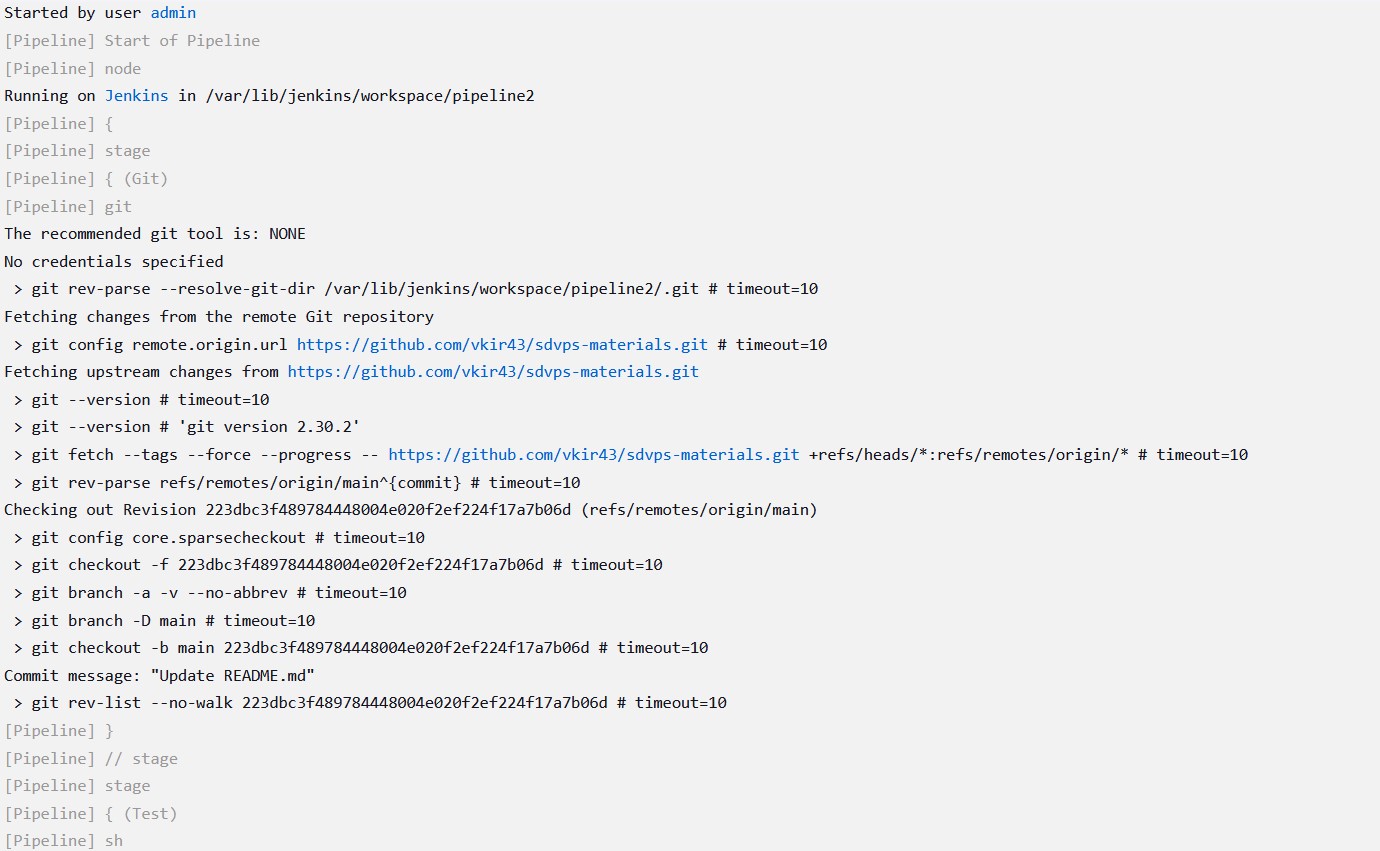 Started by user admin
[Pipeline] Start of Pipeline
[Pipeline] node
Running on Jenkins in /var/lib/jenkins/workspace/pipeline2
[Pipeline] {
[Pipeline] stage
[Pipeline] { (Git)
[Pipeline] git
The recommended git tool is: NONE
No credentials specified
 > git rev-parse --resolve-git-dir /var/lib/jenkins/workspace/pipeline2/.git # timeout=10
Fetching changes from the remote Git repository
 > git config remote.origin.url https://github.com/vkir43/sdvps-materials.git # timeout=10
Fetching upstream changes from https://github.com/vkir43/sdvps-materials.git
 > git --version # timeout=10
 > git --version # 'git version 2.30.2'
 > git fetch --tags --force --progress -- https://github.com/vkir43/sdvps-materials.git +refs/heads/*:refs/remotes/origin/* # timeout=10
 > git rev-parse refs/remotes/origin/main^{commit} # timeout=10
Checking out Revision 223dbc3f489784448004e020f2ef224f17a7b06d (refs/remotes/origin/main)
 > git config core.sparsecheckout # timeout=10
 > git checkout -f 223dbc3f489784448004e020f2ef224f17a7b06d # timeout=10
 > git branch -a -v --no-abbrev # timeout=10
 > git branch -D main # timeout=10
 > git checkout -b main 223dbc3f489784448004e020f2ef224f17a7b06d # timeout=10
Commit message: "Update README.md"
 > git rev-list --no-walk 223dbc3f489784448004e020f2ef224f17a7b06d # timeout=10
[Pipeline] }
[Pipeline] // stage
[Pipeline] stage
[Pipeline] { (Test)
[Pipeline] sh